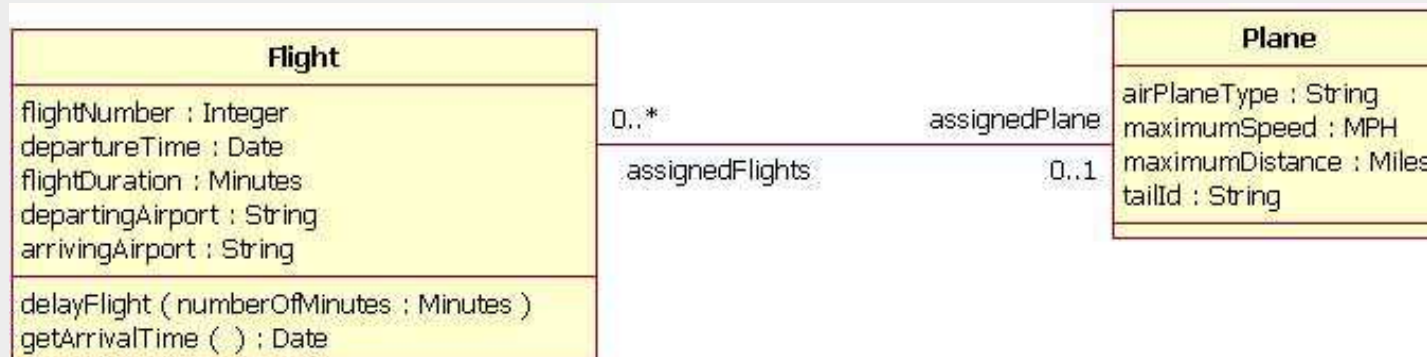 Flight
flightNumber : Integer
departureTime : Date
flightDuration : Minutes
departingAirport : String
arrivingAirport : String
delayFlight ( numberOfMinutes : Minutes )
getArrivalTime ( ) : Date
0..*
assignedFlights
assignedPlane
0..1
Plane
airPlaneType : String
maximumSpeed : MPH
maximumDistance : Miles
tailId : String